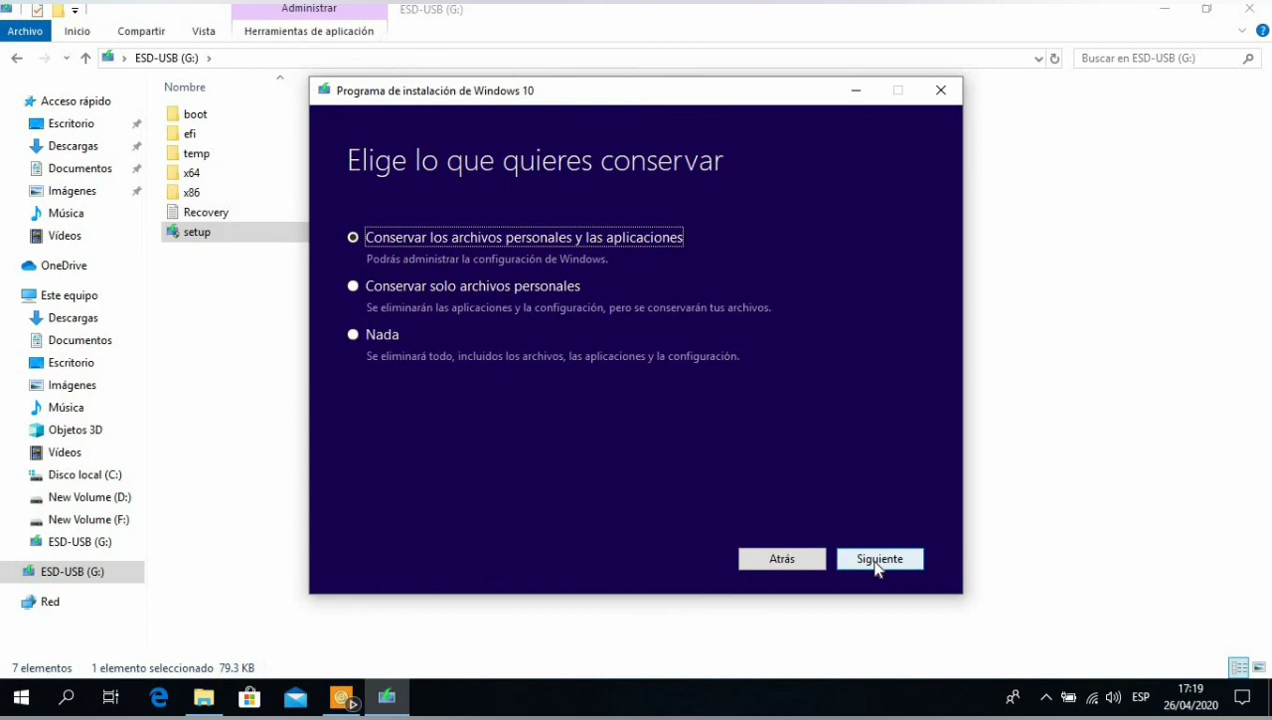 Administrar
ESD-USB (G:)
Archivo
Inicio
Compartir
Vista
Herramientas de aplicación
ESD-USB (G:)
Buscar en ESD-USB (G:)
Nombre
Acceso rápido
Escritorio
Descargas
Documentos
Imágenes
Música
Vídeos
OneDrive
Este equipo
Descargas
Documentos
Escritorio
Imágenes
Música
Objetos 3D
Vídeos
Disco local (C:)
New Volume (D:)
New Volume (F:)
ESD-USB (G:)
ESD-USB (G:)
Red
boot
efi
temp
x64
x86
Recovery
setup
Programa de instalación de Windows 10
Elige lo que quieres conservar
Conservar los archivos personales y las aplicaciones
Podrás administrar la configuración de Windows.
Conservar solo archivos personales
Se eliminarán las aplicaciones y la configuración, pero se conservarán tus archivos.
Nada
Se eliminará todo, incluidos los archivos, las aplicaciones y la configuración.
Atrás
Siguiente
7 elementos
1 elemento seleccionado 79.3 KB
ESP
17:19
26/04/2020